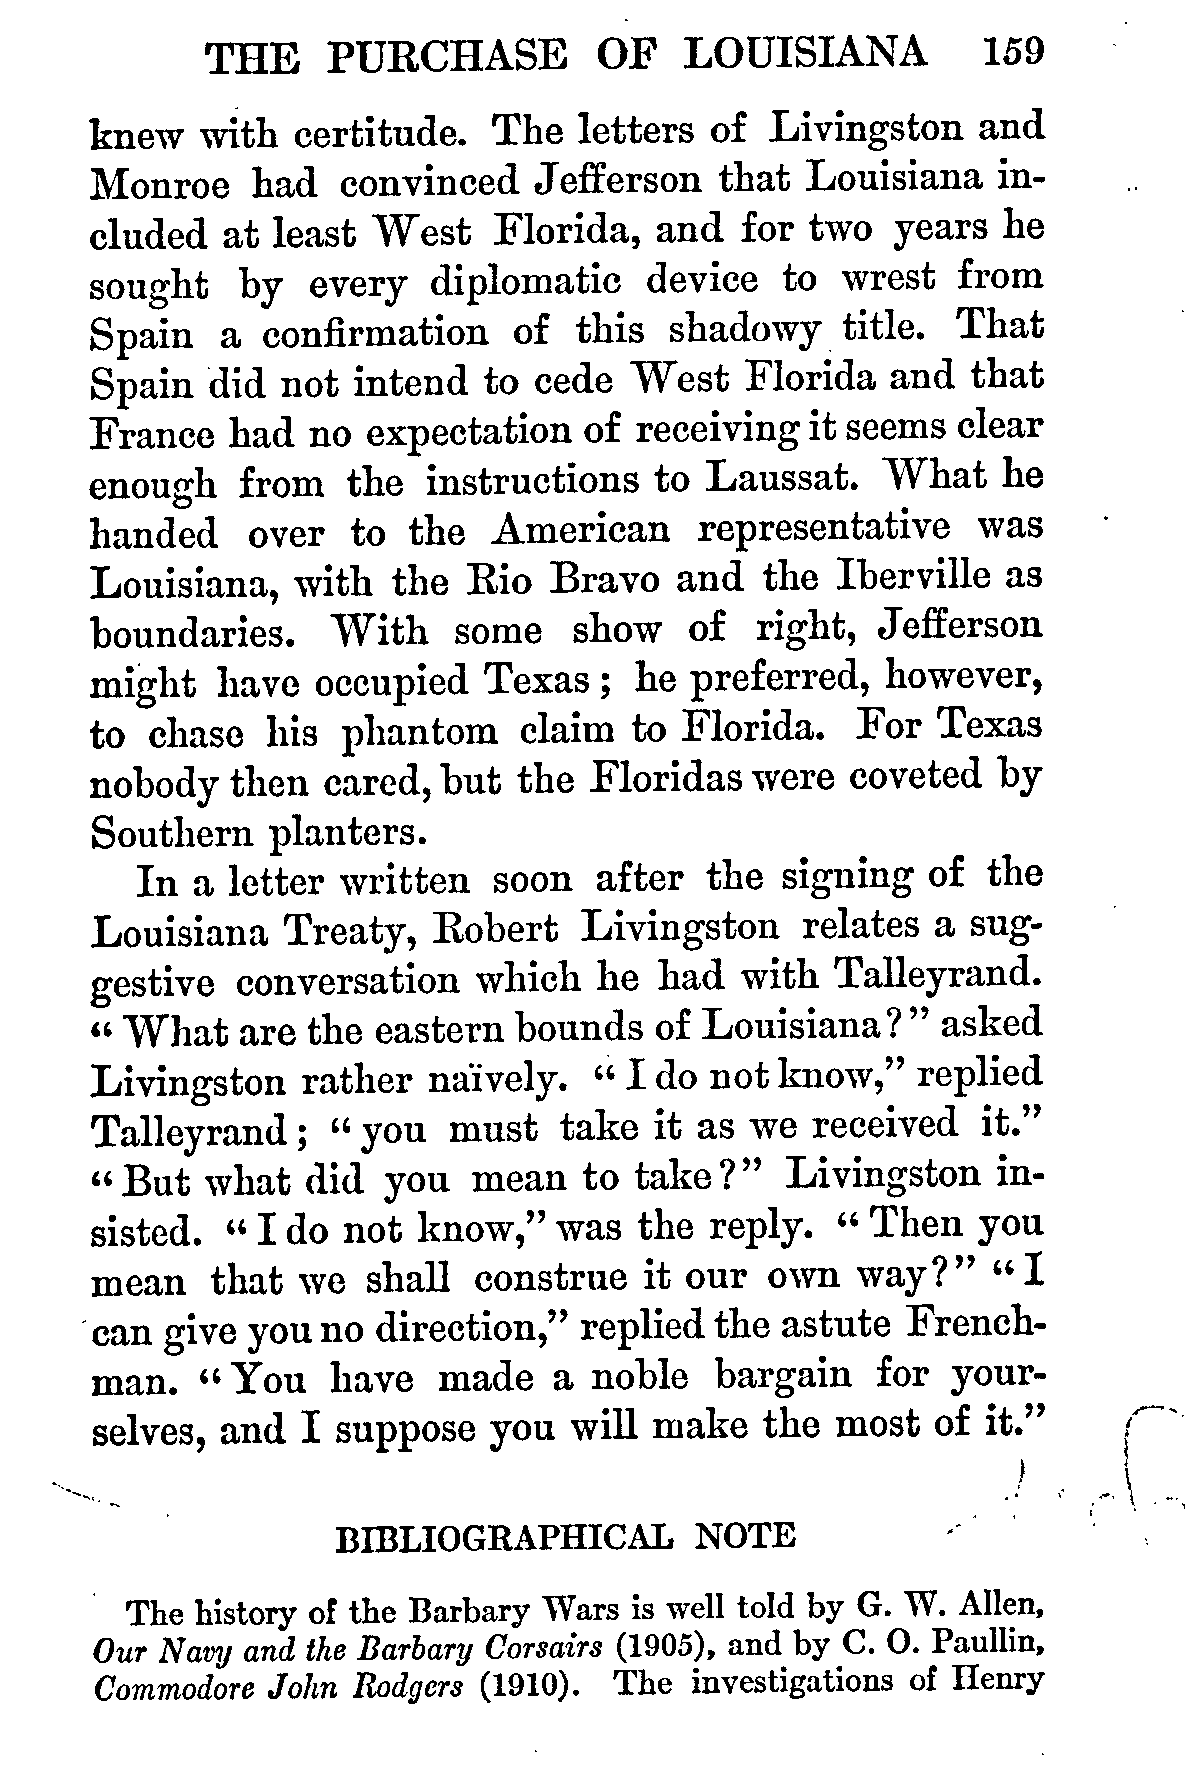 THE PURCHASE OF LOUISIANA 159
knew with certitude. The letters of Livingston and
Monroe had convinced Jefferson that Louisiana in-
cluded at least West Florida, and for two years he
sought by every diplomatic device to wrest from
Spain a confirmation of this shadowy title. That
Spain did not intend to cede West Florida and that
France had no expectation of receiving it seems clear
enough from the instructions to Laussat. What he
handed over to the American representative was
Louisiana, with the Rio Bravo and the Iberville as
boundaries. With some show of right, Jefferson
might have occupied Texas; he preferred, however,
to chase his phantom claim to Florida. For Texas
nobody then cared, but the Floridas were coveted by
Southern planters.
In a letter written soon after the signing of the
Louisiana Treaty, Robert Livingston relates a sug-
gestive conversation which he had with Talleyrand.
“What are the eastern bounds of Louisiana?” asked
Livingston rather naïvely. “I do not know,” replied
Talleyrand; “you must take it as we received it.”
“But what did you mean to take?” Livingston in-
sisted. “I do not know,” was the reply. “Then you
mean that we shall construe it our own way?” “I
can give you no direction,” replied the astute French-
man. “You have made a noble bargain for your-
selves, and I suppose you will make the most of it.”
BIBLIOGRAPHICAL NOTE
The history of the Barbary Wars is well told by G. W. Allen,
Our Navy and the Barbary Corsairs (1905), and by C. O. Paullin,
Commodore John Rodgers (1910). The investigations of Henry